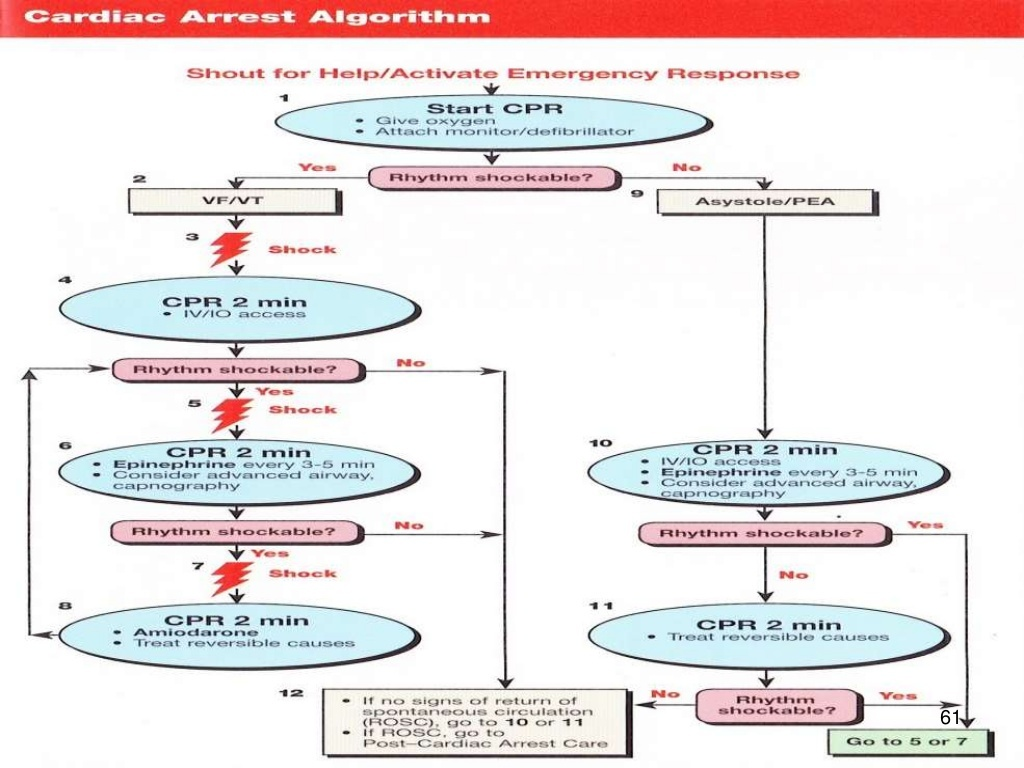 Cardiac Arrest Algorithm
Shout for Help/Activate Emergency Response
1
Start CPR
• Give oxygen
• Attach monitor/defibrillator
Rhythm shockable?
Yes
No
2
VF/VT
9
Asystole/PEA
3
Shock
4
CPR 2 min
• IV/IO access
Rhythm shockable?
No
Yes
5
Shock
6
CPR 2 min
• Epinephrine every 3-5 min
• Consider advanced airway,
capnography
Rhythm shockable?
No
Yes
7
Shock
8
CPR 2 min
• Amiodarone
• Treat reversible causes
10
CPR 2 min
• IV/IO access
• Epinephrine every 3-5 min
• Consider advanced airway,
capnography
Rhythm shockable?
Yes
No
11
CPR 2 min
• Treat reversible causes
Rhythm
shockable?
No
Yes
12
• If no signs of return of
spontaneous circulation
(ROSC), go to 10 or 11
• If ROSC, go to
Post–Cardiac Arrest Care
61
Go to 5 or 7